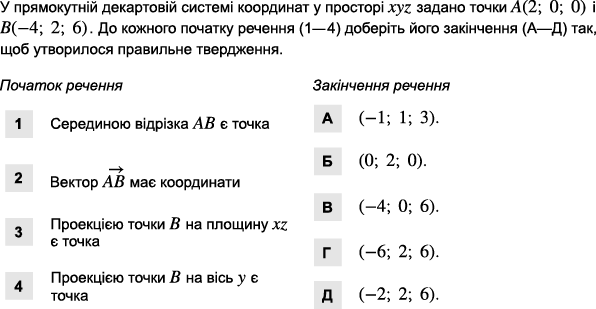 У прямокутній декартовій системі координат у просторі xyz задано точки A(2; 0; 0) і
B(−4; 2; 6). До кожного початку речення (1—4) доберіть його закінчення (А—Д) так,
щоб утворилося правильне твердження.
Початок речення
1 Серединою відрізка AB є точка
2 Вектор \overrightarrow{AB} має координати
3 Проекцією точки B на площину xz
є точка
4 Проекцією точки B на вісь y є
точка
Закінчення речення
А (−1; 1; 3).
Б (0; 2; 0).
В (−4; 0; 6).
Г (−6; 2; 6).
Д (−2; 2; 6).